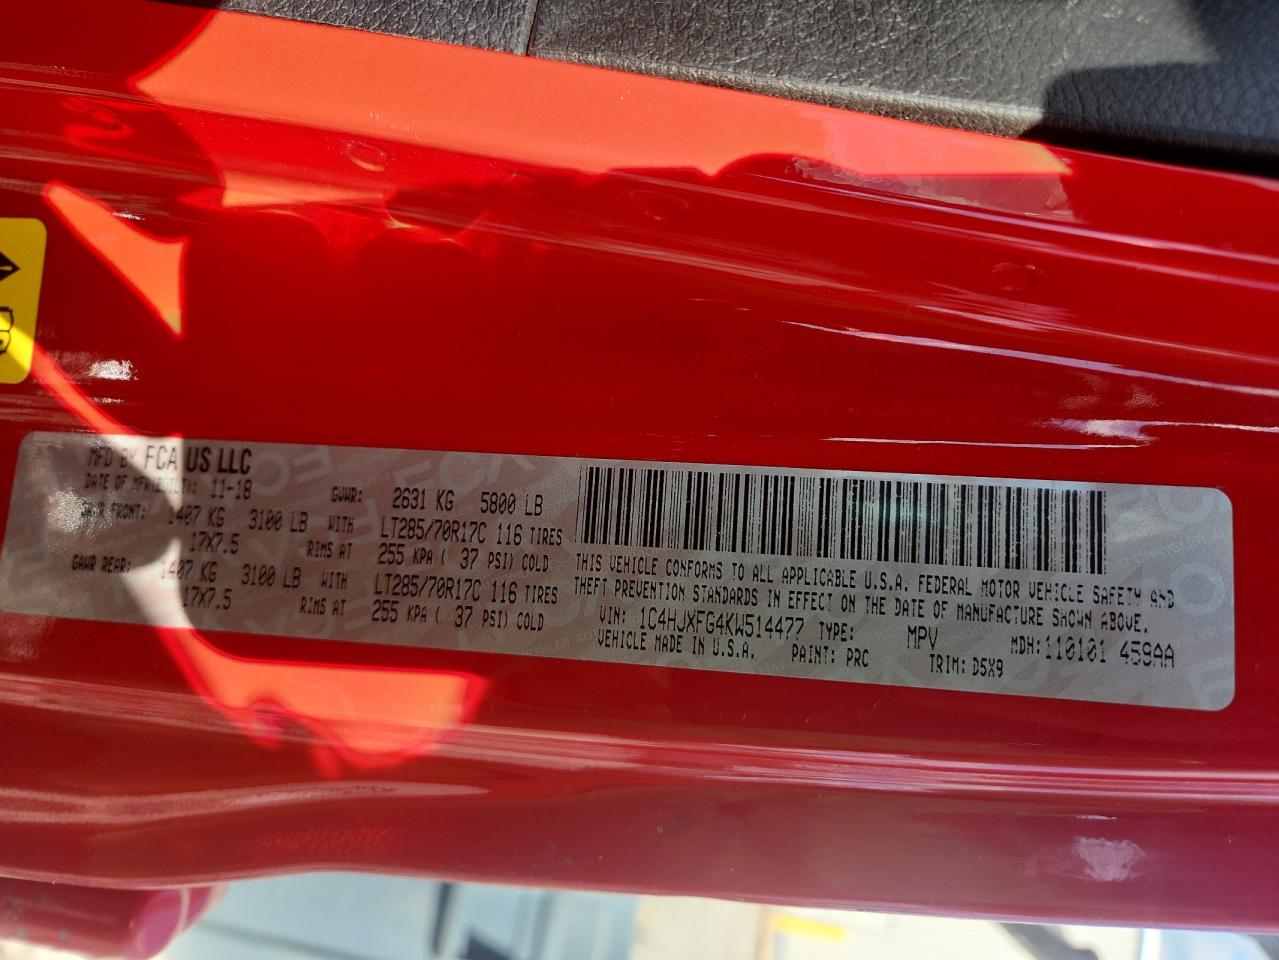 MFD BY FCA US LLC
DATE OF MFR 11-18 GVWR: 2631 KG 5800 LB
GAWR FRONT: 1407 KG 3100 LB WITH LT285/70R17C 116 TIRES
17X7.5 RIMS AT 255 KPA ( 37 PSI) COLD
GAWR REAR: 1407 KG 3100 LB WITH LT285/70R17C 116 TIRES
17X7.5 RIMS AT 255 KPA ( 37 PSI) COLD
THIS VEHICLE CONFORMS TO ALL APPLICABLE U.S.A. FEDERAL MOTOR VEHICLE SAFETY AND
THEFT PREVENTION STANDARDS IN EFFECT ON THE DATE OF MANUFACTURE SHOWN ABOVE.
VIN: 1C4HJXFG4KW514477 TYPE: MPV MDH:110101 459AA
VEHICLE MADE IN U.S.A. PAINT: PRC TRIM: D5X9